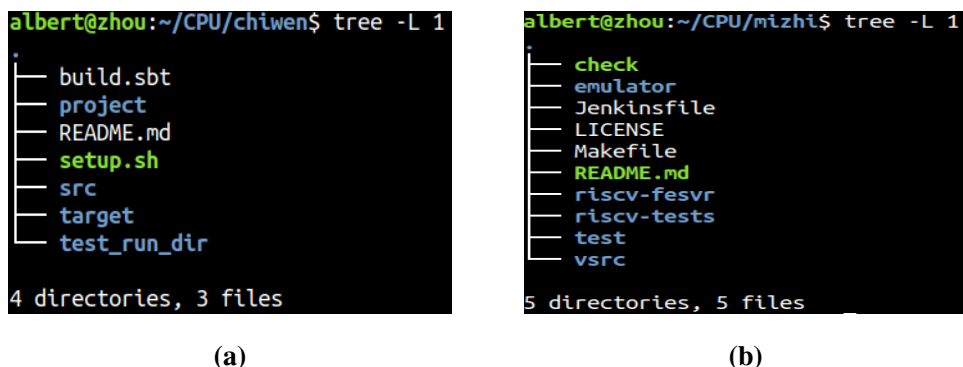 albert@zhou:~/CPU/chiwen$ tree -L 1
.
├── build.sbt
├── project
├── README.md
├── setup.sh
├── src
├── target
└── test_run_dir
4 directories, 3 files
(a)
albert@zhou:~/CPU/mizhi$ tree -L 1
.
├── check
├── emulator
├── Jenkinsfile
├── LICENSE
├── Makefile
├── README.md
├── riscv-fesvr
├── riscv-tests
├── test
└── vsrc
5 directories, 5 files
(b)